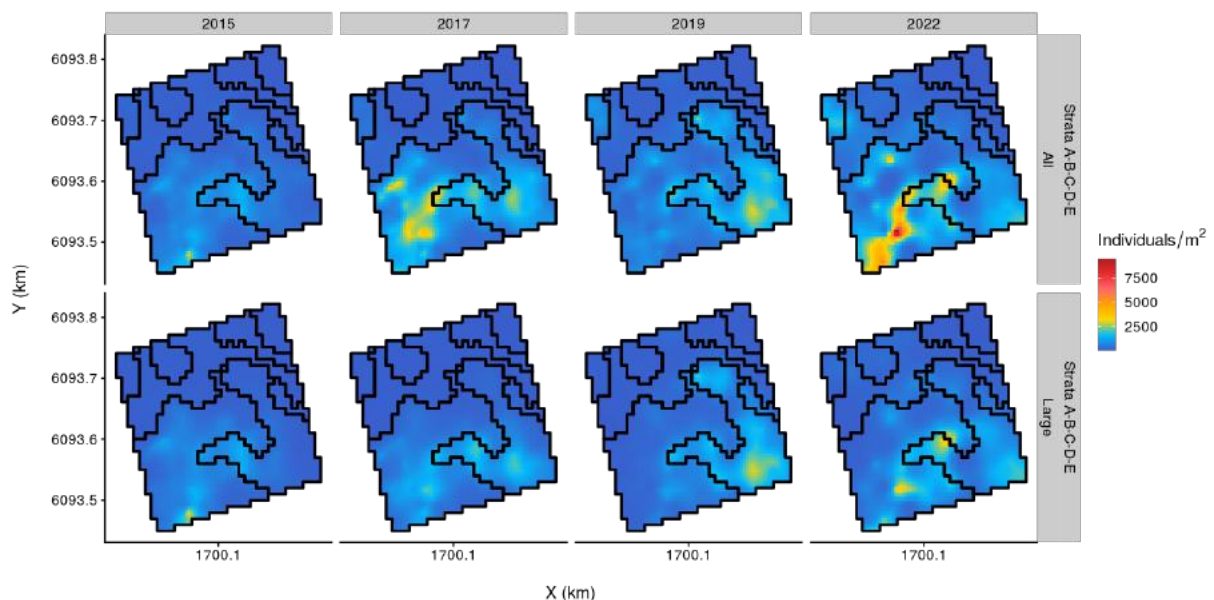 2015 2017 2019 2022
6093.8
6093.7
6093.6
6093.5
Strata A-B-C-D-E
All
6093.8
6093.7
6093.6
6093.5
Strata A-B-C-D-E
Large
Y (km)
1700.1 1700.1 1700.1 1700.1
X (km)
Individuals/m²
7500
5000
2500